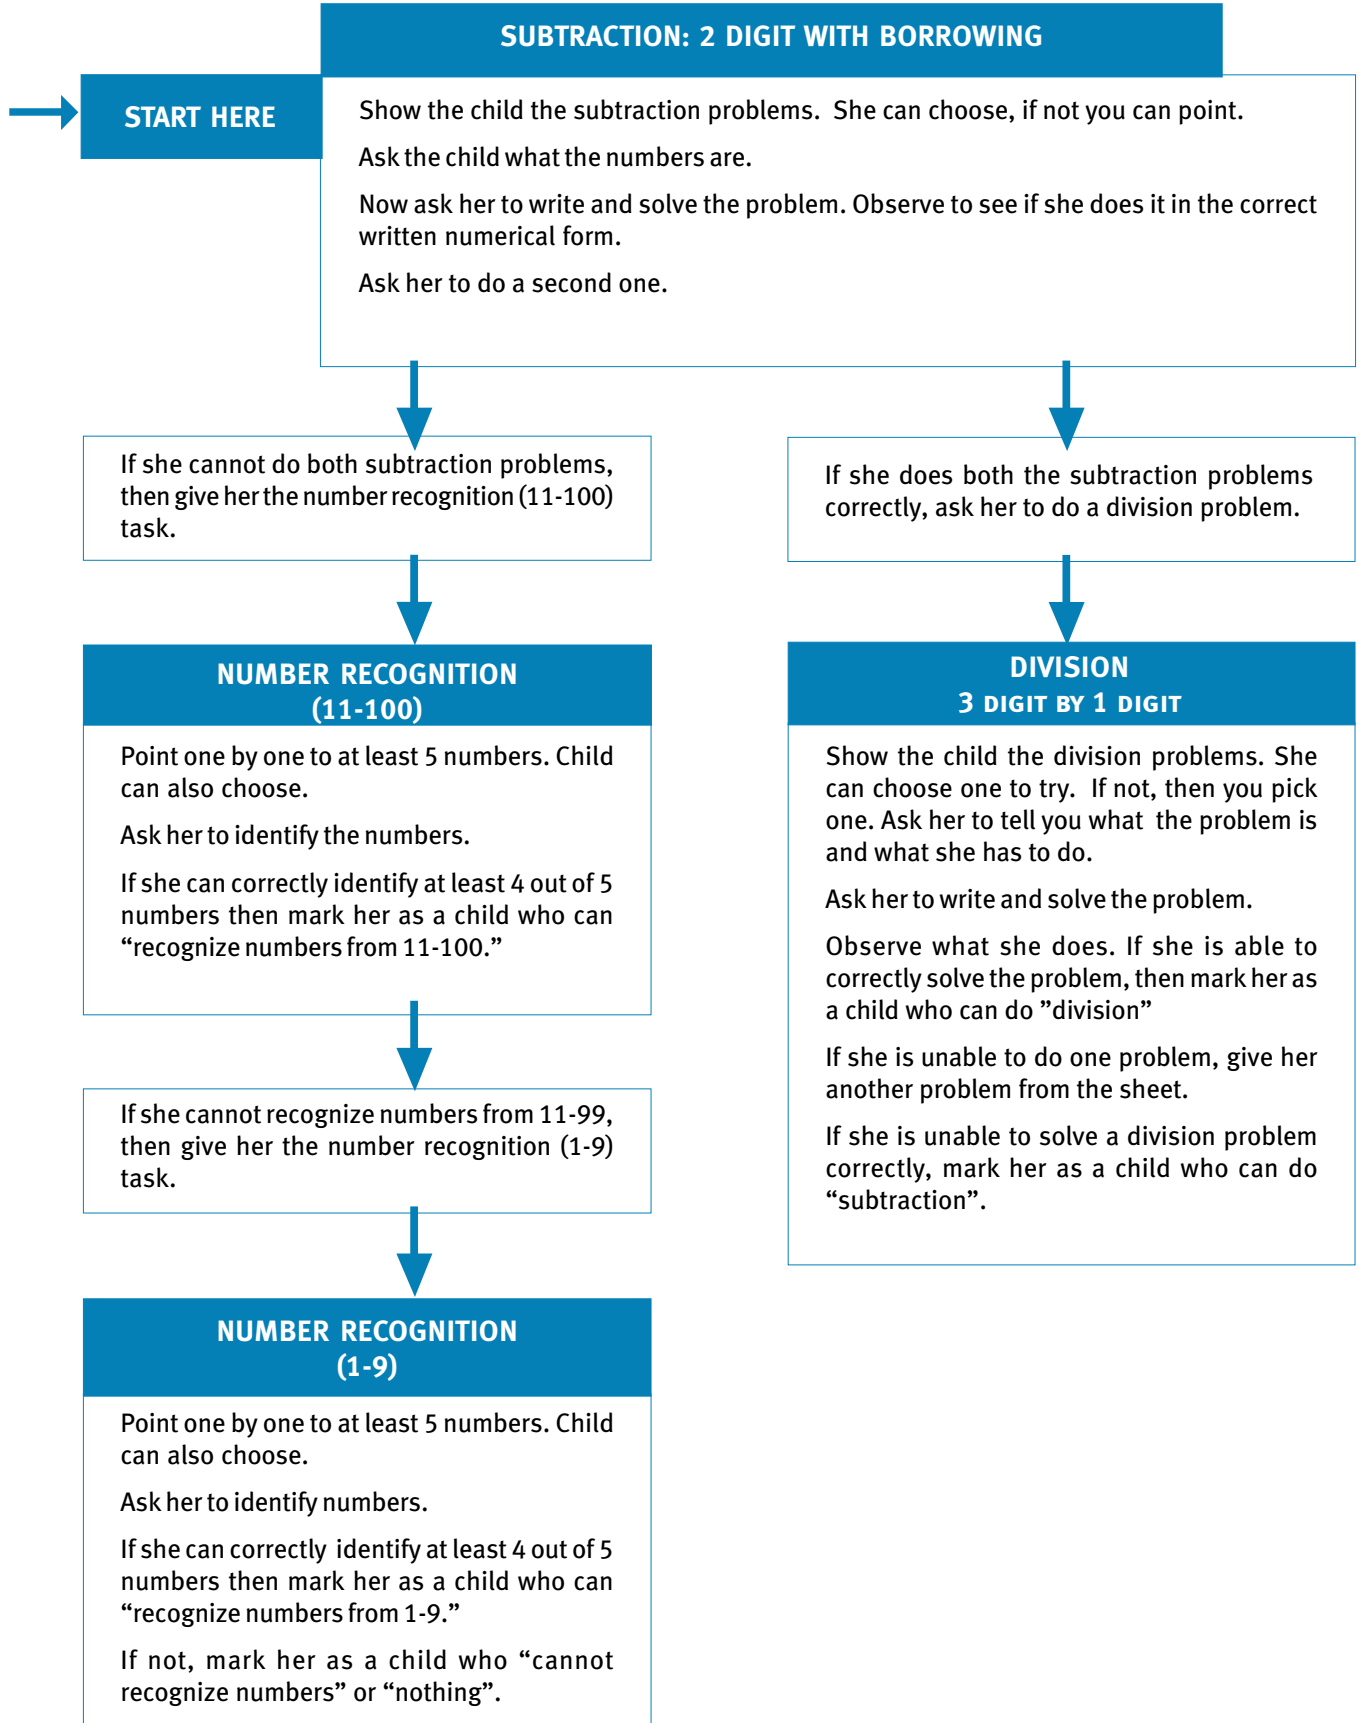 SUBTRACTION: 2 DIGIT WITH BORROWING
START HERE
Show the child the subtraction problems. She can choose, if not you can point.
Ask the child what the numbers are.
Now ask her to write and solve the problem. Observe to see if she does it in the correct
written numerical form.
Ask her to do a second one.
If she cannot do both subtraction problems,
then give her the number recognition (11-100)
task.
NUMBER RECOGNITION
(11-100)
Point one by one to at least 5 numbers. Child
can also choose.
Ask her to identify the numbers.
If she can correctly identify at least 4 out of 5
numbers then mark her as a child who can
“recognize numbers from 11-100.”
If she cannot recognize numbers from 11-99,
then give her the number recognition (1-9)
task.
NUMBER RECOGNITION
(1-9)
Point one by one to at least 5 numbers. Child
can also choose.
Ask her to identify numbers.
If she can correctly identify at least 4 out of 5
numbers then mark her as a child who can
“recognize numbers from 1-9.”
If not, mark her as a child who “cannot
recognize numbers” or “nothing”.
If she does both the subtraction problems
correctly, ask her to do a division problem.
DIVISION
3 DIGIT BY 1 DIGIT
Show the child the division problems. She
can choose one to try. If not, then you pick
one. Ask her to tell you what the problem is
and what she has to do.
Ask her to write and solve the problem.
Observe what she does. If she is able to
correctly solve the problem, then mark her as
a child who can do ”division”
If she is unable to do one problem, give her
another problem from the sheet.
If she is unable to solve a division problem
correctly, mark her as a child who can do
“subtraction”.